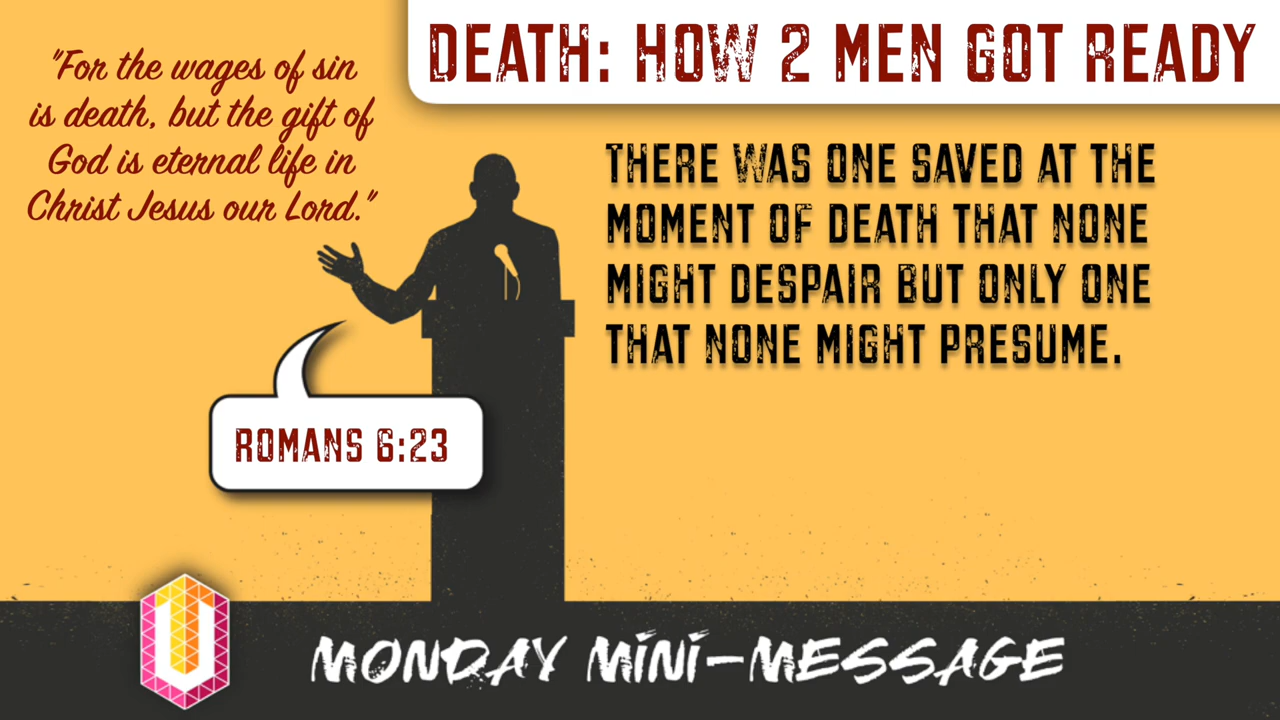 DEATH: HOW 2 MEN GOT READY
"For the wages of sin
is death, but the gift of
God is eternal life in
Christ Jesus our Lord."
ROMANS 6:23
THERE WAS ONE SAVED AT THE
MOMENT OF DEATH THAT NONE
MIGHT DESPAIR BUT ONLY ONE
THAT NONE MIGHT PRESUME.
U
MONDAY MINI-MESSAGE